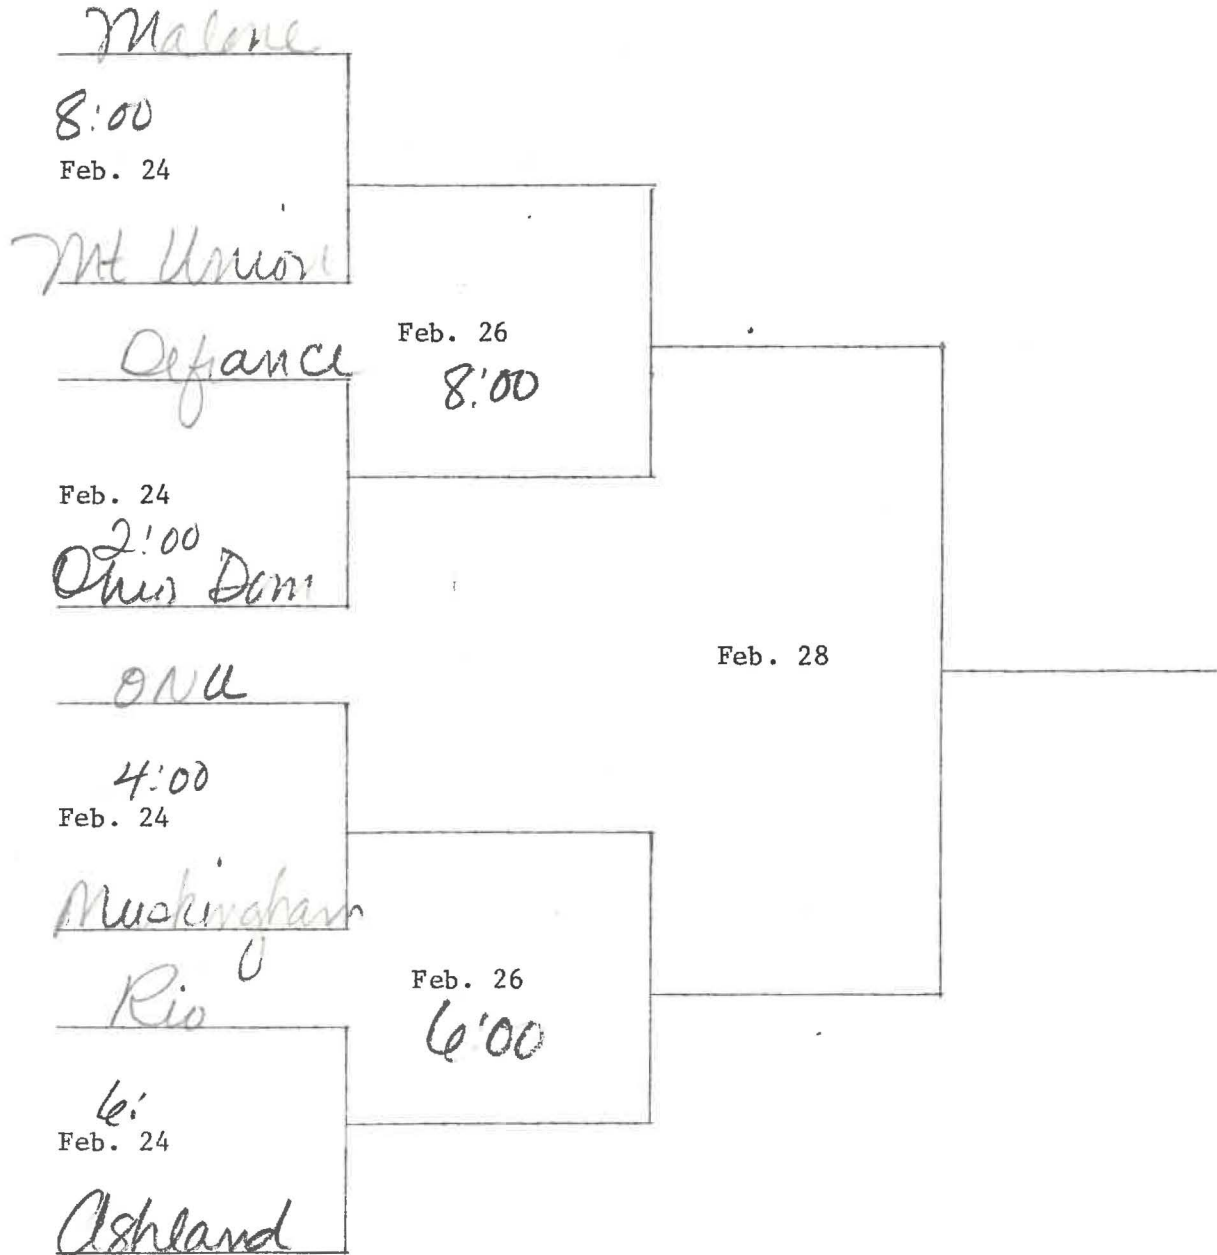 Malone
8:00
Feb. 24
Mt Union
Defiance
Feb. 26
8:00
Feb. 24
2:00
Ohio Dom
ONU
Feb. 28
4:00
Feb. 24
Muskingham
Rio
Feb. 26
6:00
6:
Feb. 24
Ashland